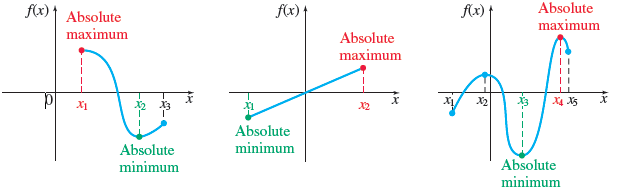 f(x)
Absolute
maximum
0
x₁
x₂
x₃
x
Absolute
minimum
f(x)
Absolute
maximum
x₁
x₂
x
Absolute
minimum
f(x)
Absolute
maximum
x₁
x₂
x₃
x₄
x₅
x
Absolute
minimum